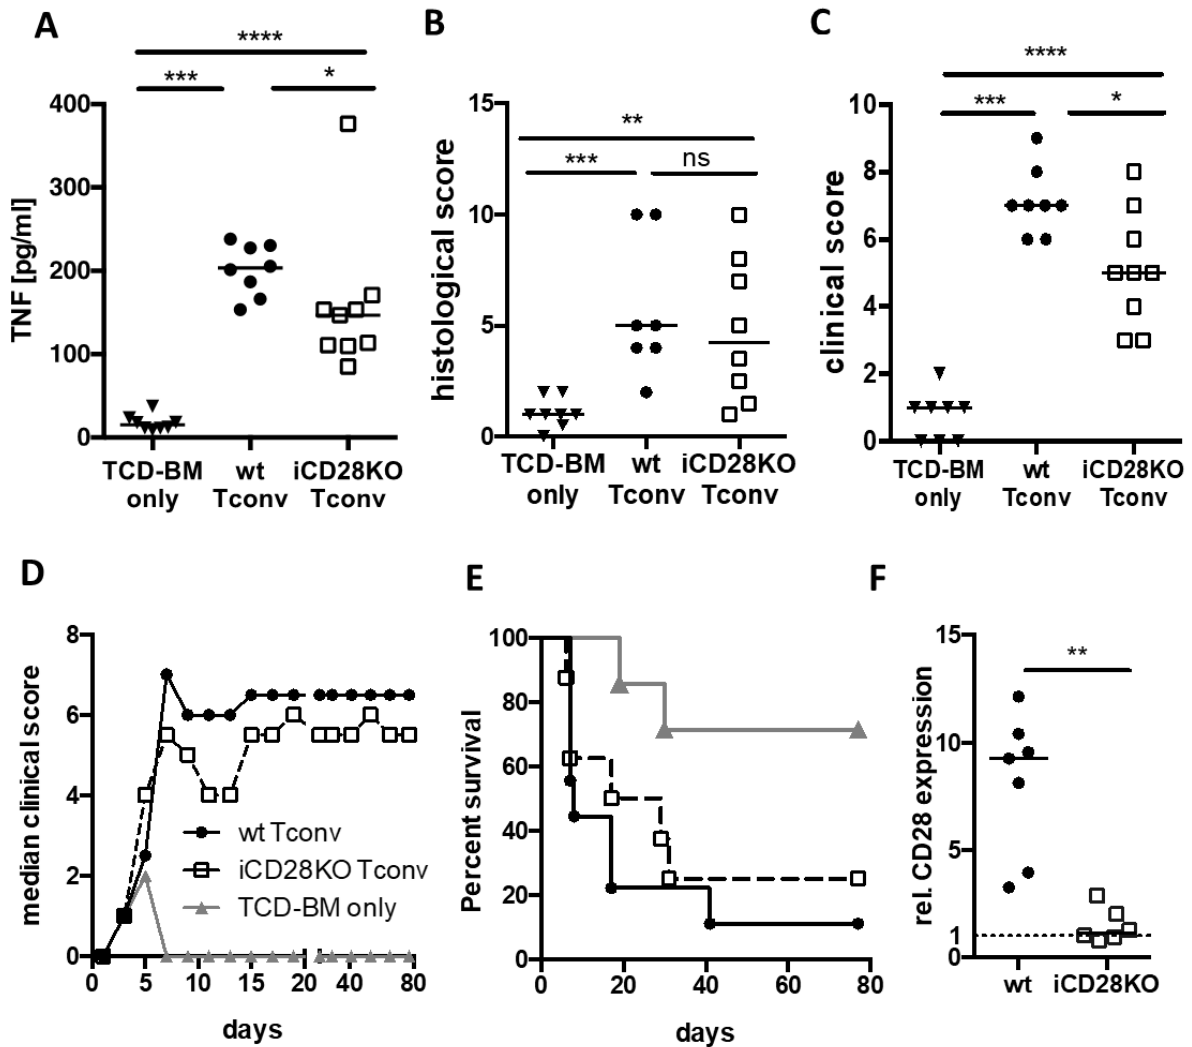 A
****
***
*
TNF [pg/ml]
400
300
200
100
0
TCD-BM only
wt Tconv
iCD28KO Tconv
B
**
***
ns
histological score
15
10
5
0
TCD-BM only
wt Tconv
iCD28KO Tconv
C
****
***
*
clinical score
10
8
6
4
2
0
TCD-BM only
wt Tconv
iCD28KO Tconv
D
median clinical score
8
6
4
2
0
wt Tconv
iCD28KO Tconv
TCD-BM only
0 5 10 15 20 40 60 80
days
E
Percent survival
100
80
60
40
20
0
0 20 40 60 80
days
F
**
rel. CD28 expression
15
10
5
1
0
wt iCD28KO